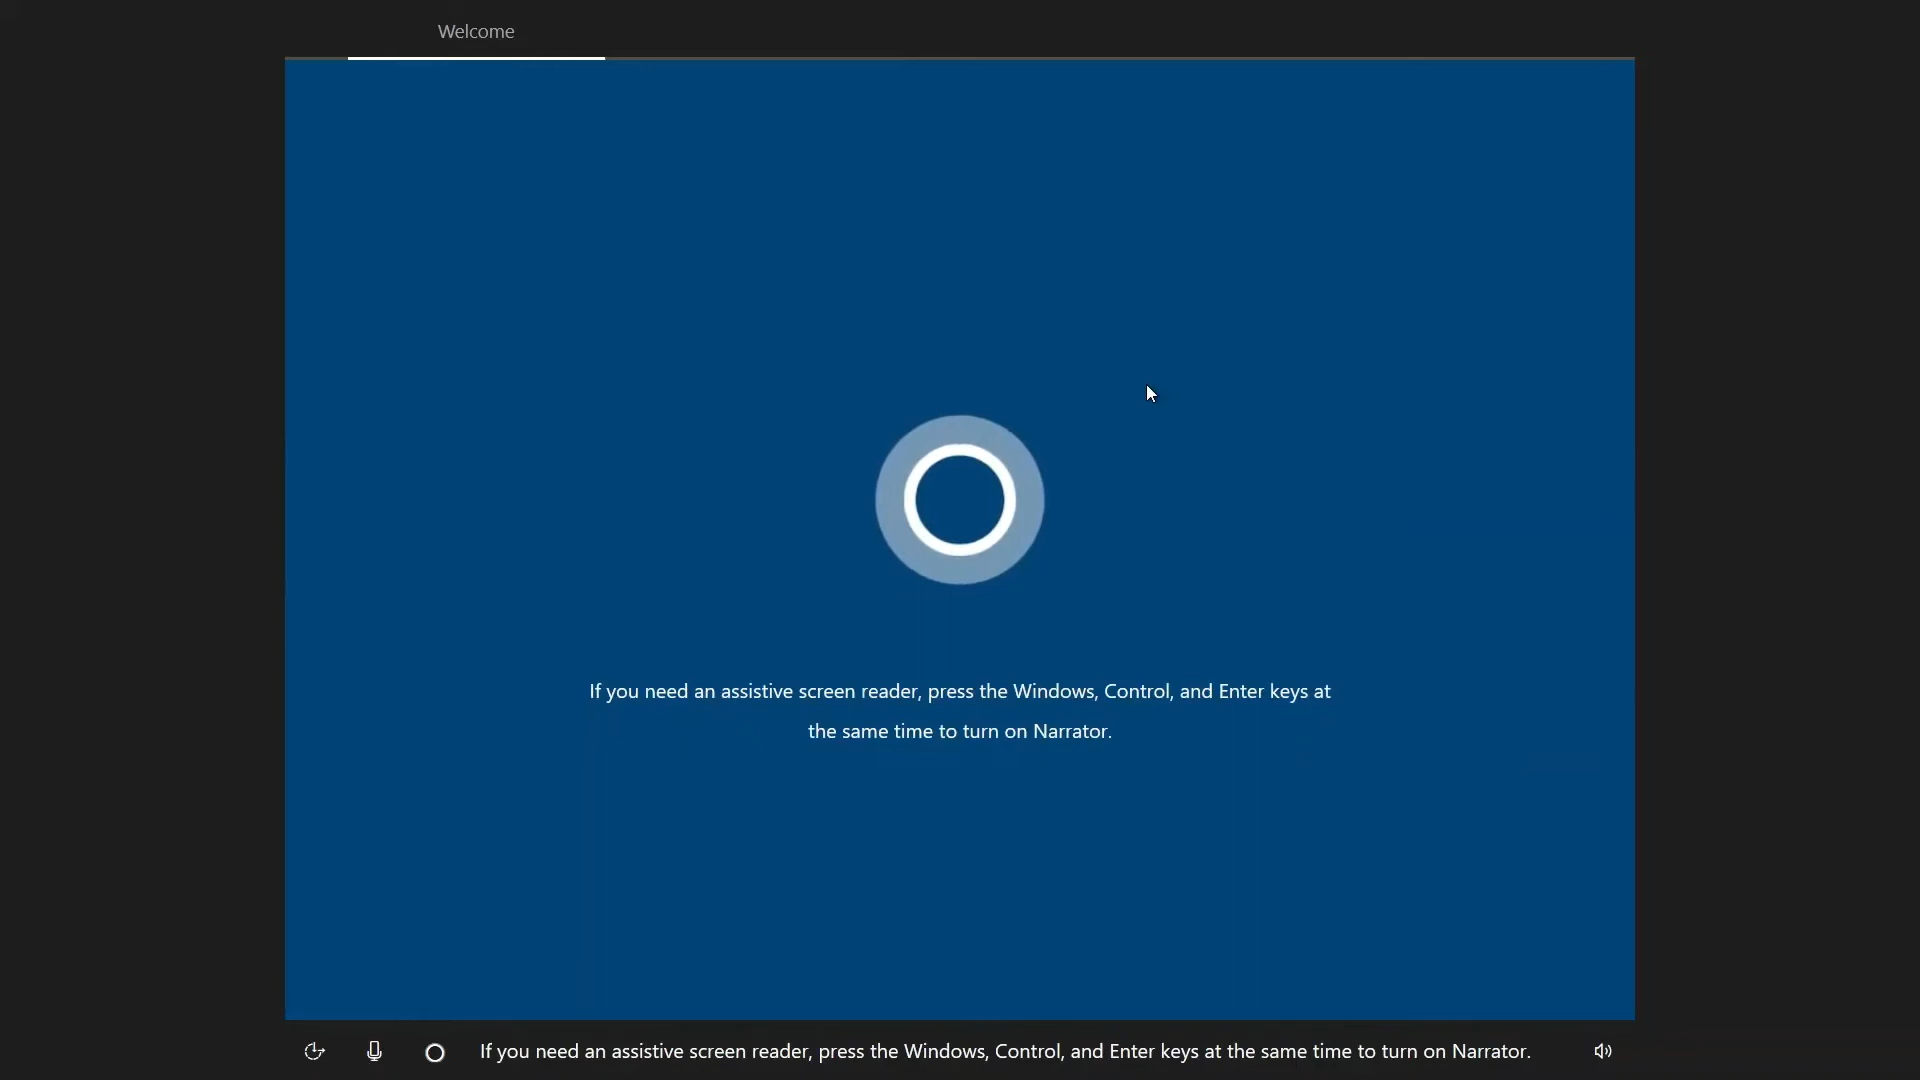 Welcome
If you need an assistive screen reader, press the Windows, Control, and Enter keys at
the same time to turn on Narrator.
If you need an assistive screen reader, press the Windows, Control, and Enter keys at the same time to turn on Narrator.